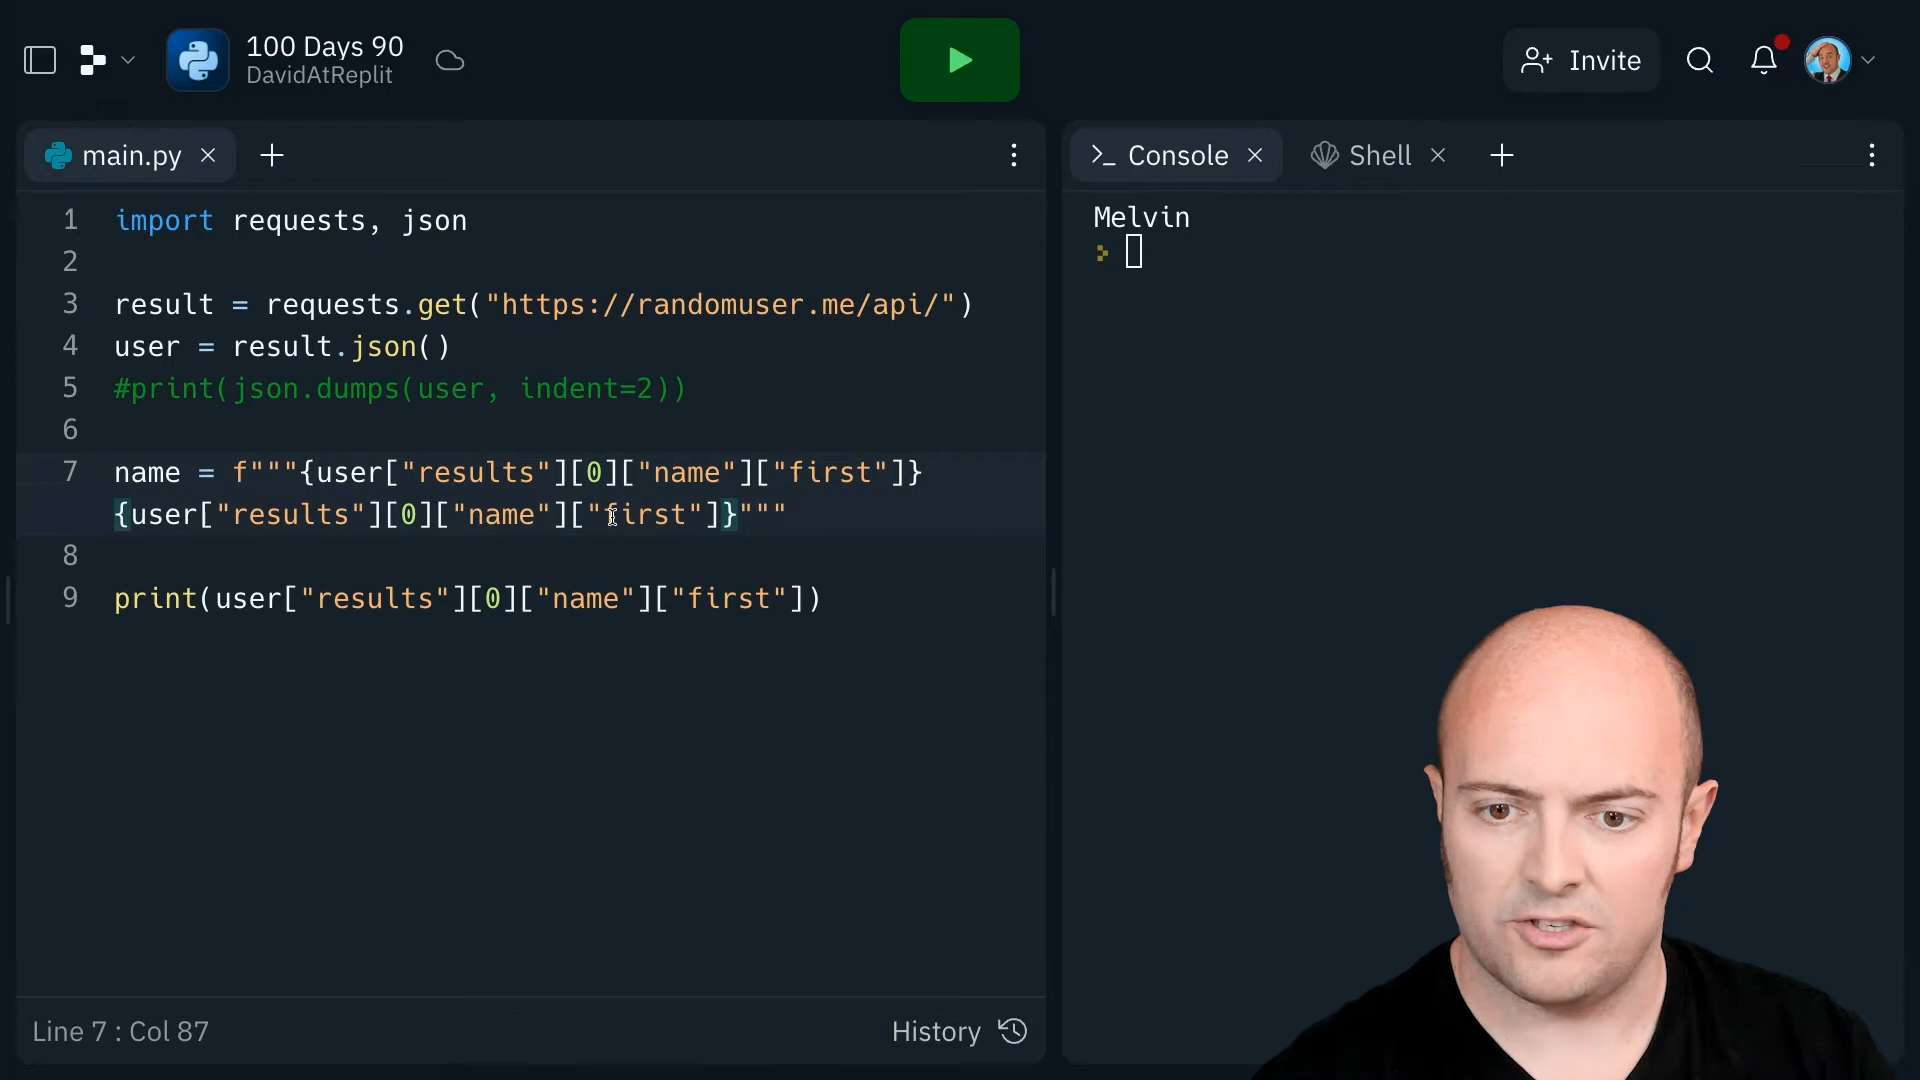 100 Days 90
DavidAtReplit
Invite
main.py
1 import requests, json
2
3 result = requests.get("https://randomuser.me/api/")
4 user = result.json()
5 #print(json.dumps(user, indent=2))
6
7 name = f"""{user["results"][0]["name"]["first"]}
{user["results"][0]["name"]["first"]}"""
8
9 print(user["results"][0]["name"]["first"])
Line 7 : Col 87
History
Console
Shell
Melvin